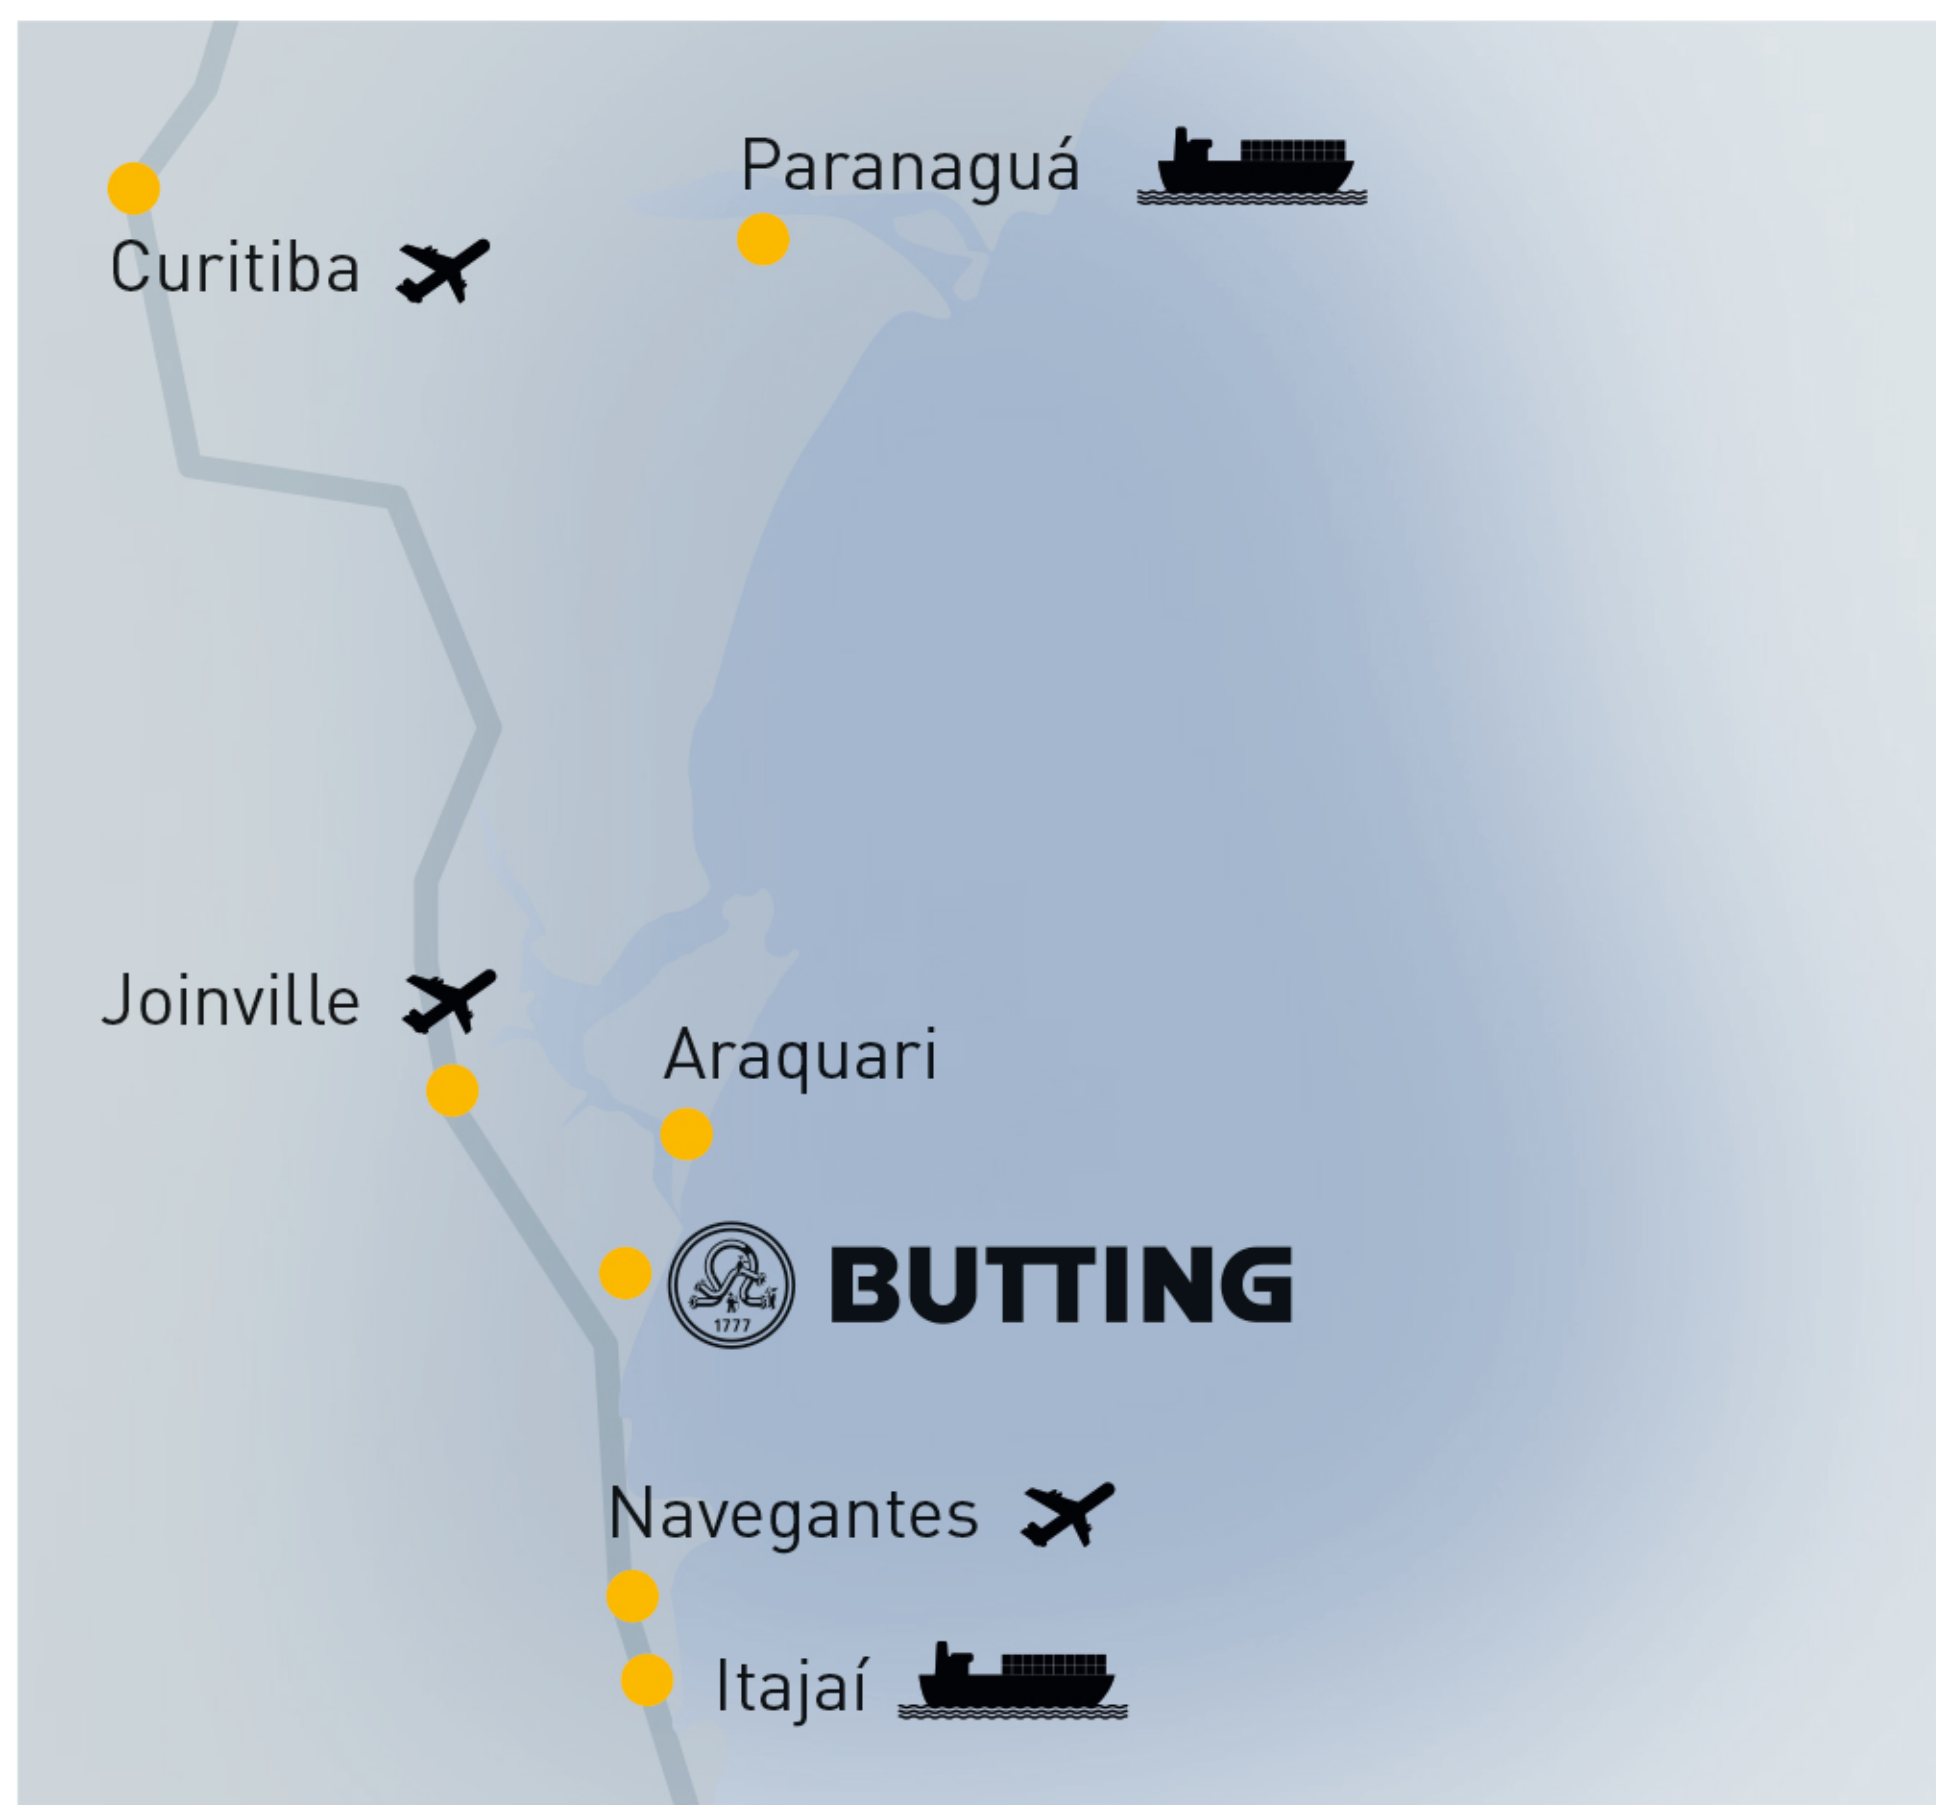 Paranaguá
Curitiba
Joinville
Araquari
BUTTING
1777
Navegantes
Itajaí